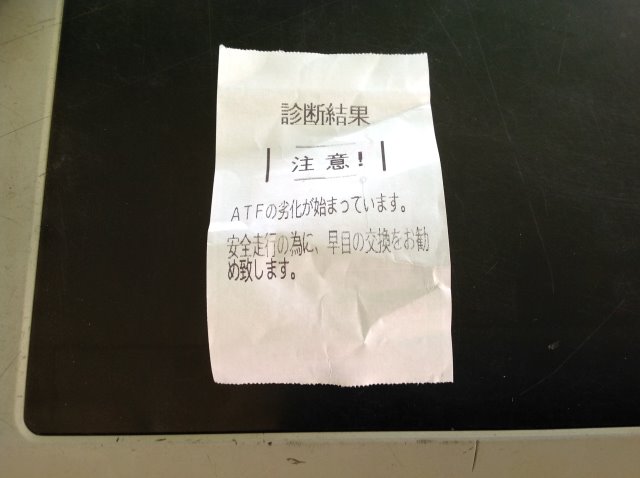 診断結果
注意！
ＡＴＦの劣化が始まっています。
安全走行の為に、早目の交換をお勧
め致します。